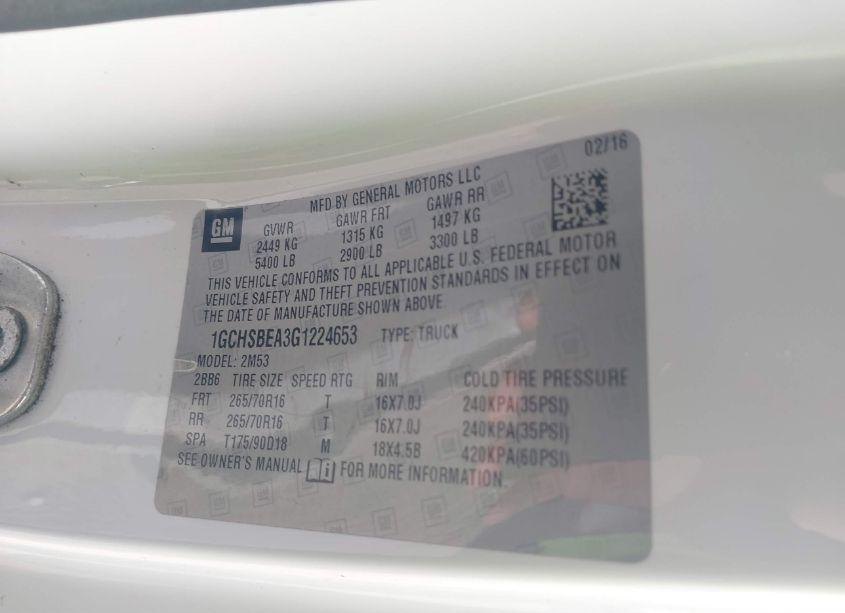 02/16
MFD BY GENERAL MOTORS LLC
GM
GVWR GAWR FRT GAWR RR
2449 KG 1315 KG 1497 KG
5400 LB 2900 LB 3300 LB
THIS VEHICLE CONFORMS TO ALL APPLICABLE U.S. FEDERAL MOTOR
VEHICLE SAFETY AND THEFT PREVENTION STANDARDS IN EFFECT ON
THE DATE OF MANUFACTURE SHOWN ABOVE.
1GCHSBEA3G1224653 TYPE: TRUCK
MODEL: 2M53
2BB6 TIRE SIZE SPEED RTG RIM COLD TIRE PRESSURE
FRT 265/70R16 T 16X7.0J 240KPA(35PSI)
RR 265/70R16 T 16X7.0J 240KPA(35PSI)
SPA T175/90D18 M 18X4.5B 420KPA(60PSI)
SEE OWNER'S MANUAL FOR MORE INFORMATION.